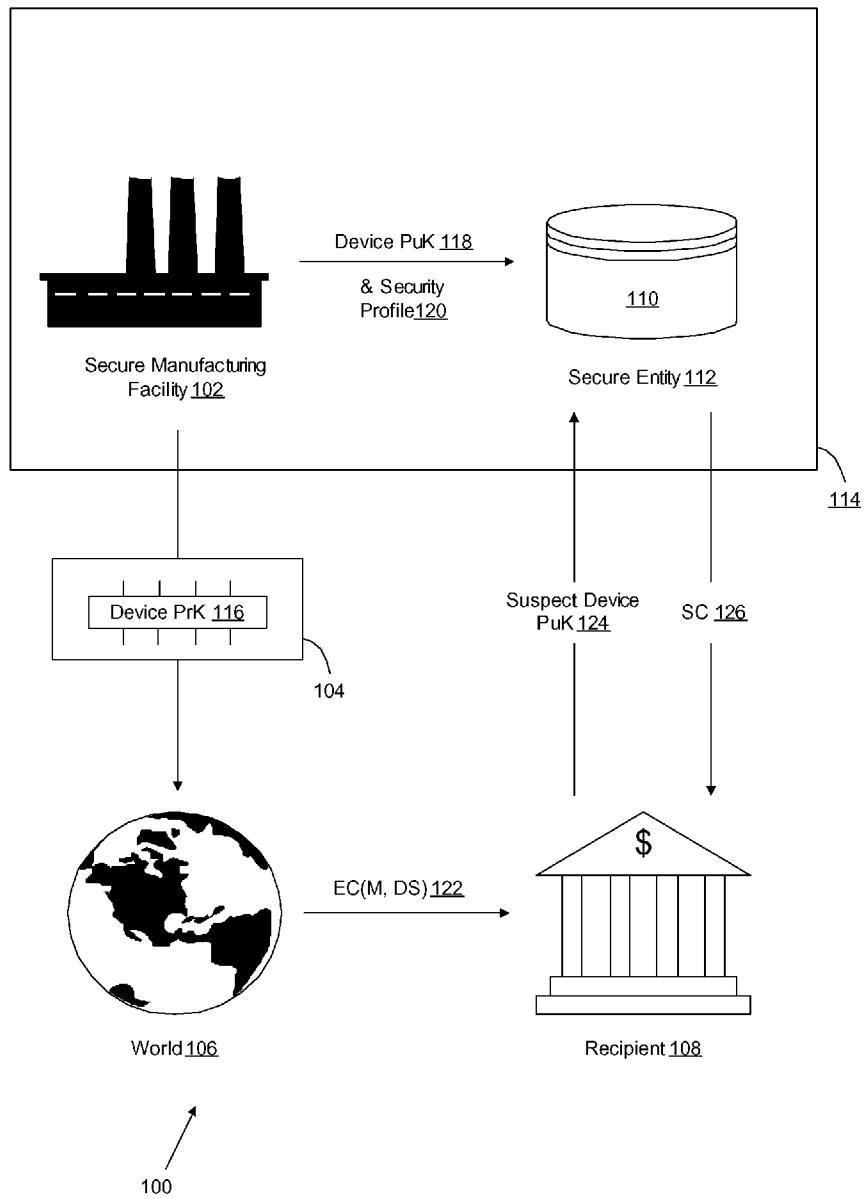 Device PuK 118
& Security
Profile120
110
Secure Manufacturing
Facility 102
Secure Entity 112
114
Device PrK 116
104
Suspect Device
PuK 124
SC 126
$
EC(M, DS) 122
World 106
Recipient 108
100